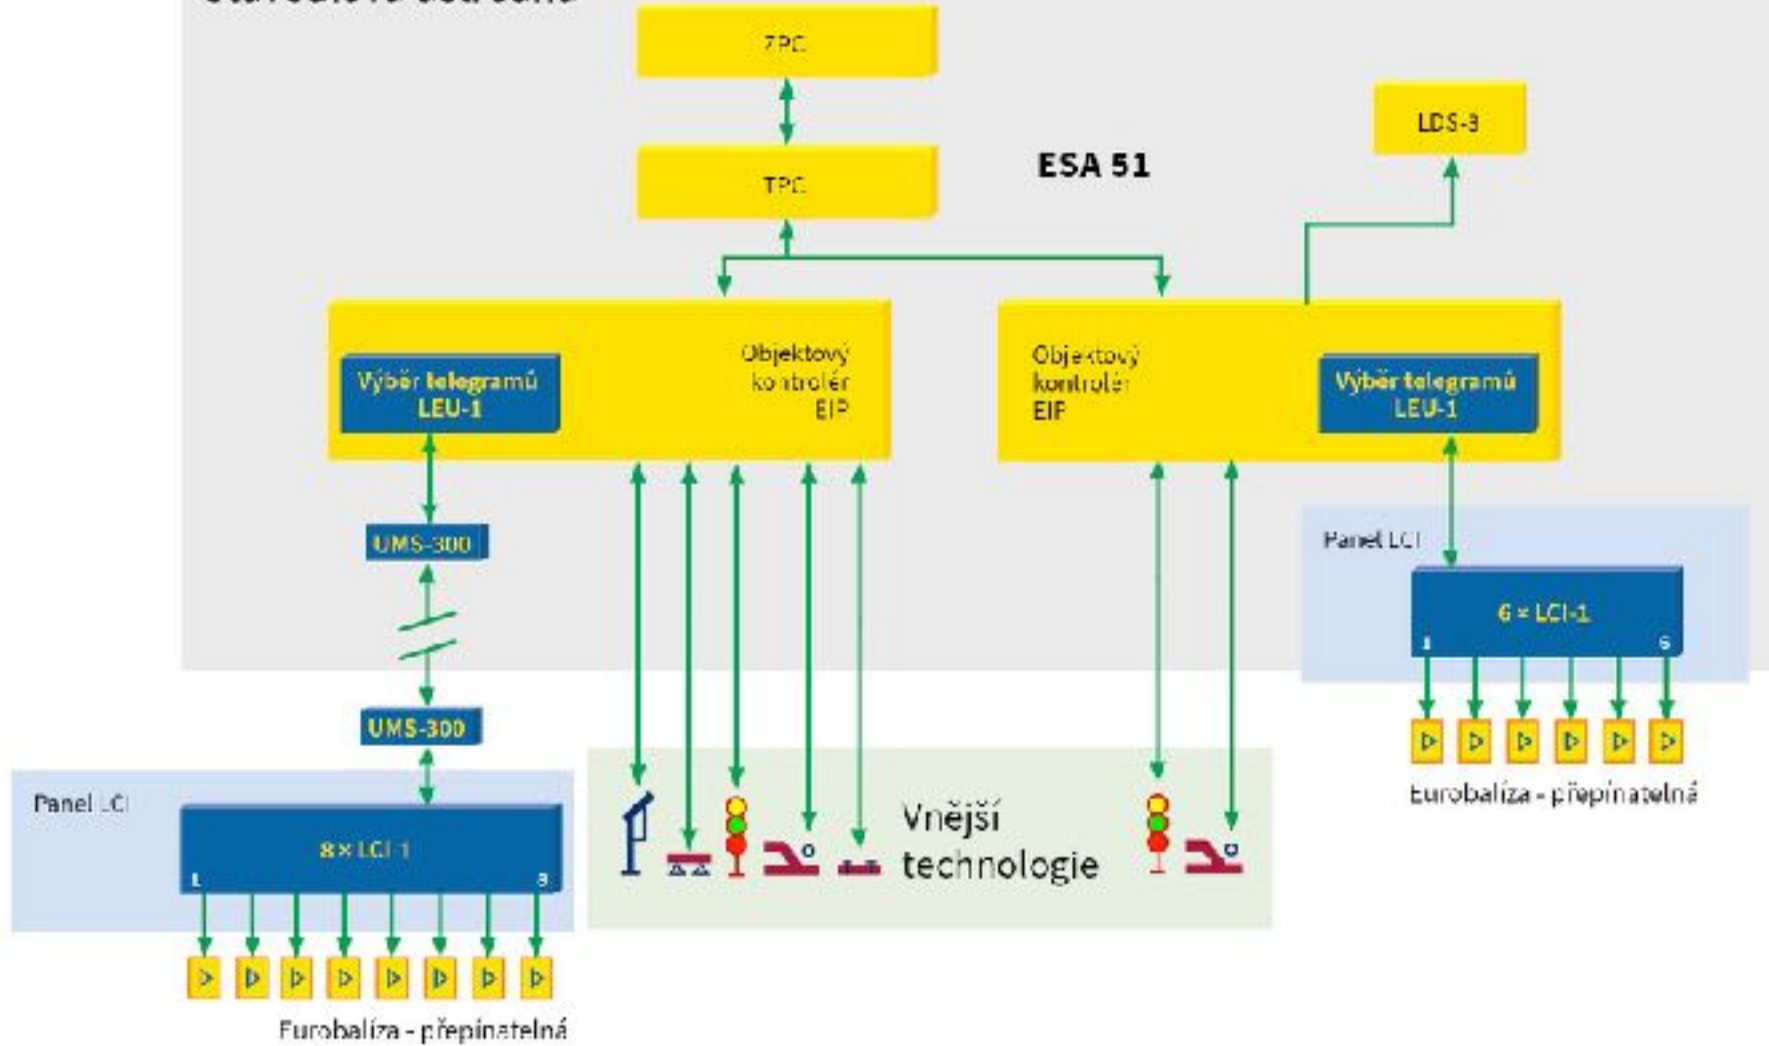 ZPC
LDS-3
ESA 51
TPC
Objektový
kontrolér
EIP
Výběr telegramů
LEU-1
Objektový
kontrolér
EIP
Výběr telegramů
LEU-1
UMS-300
Panel LCI
6 × LCI-1
1
6
UMS-300
Eurobalíza - přepínatelná
Panel LCI
8 × LCI-1
1
8
Vnější
technologie
Eurobalíza - přepínatelná